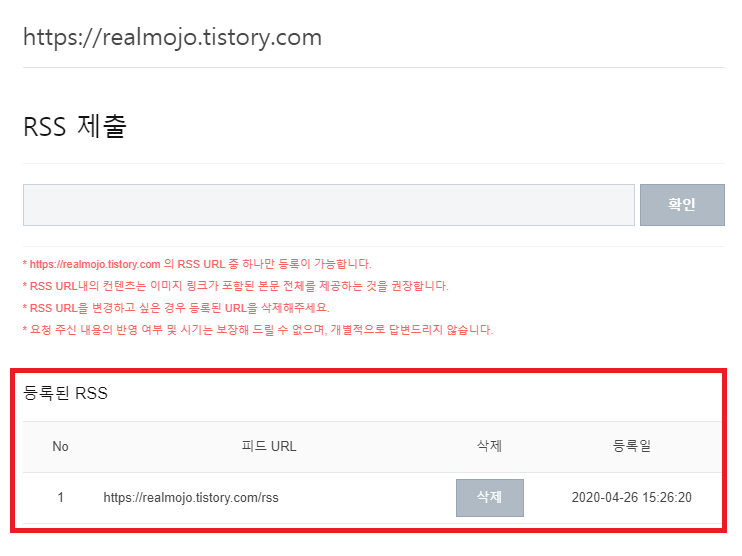 https://realmojo.tistory.com
RSS 제출
확인
* https://realmojo.tistory.com 의 RSS URL 중 하나만 등록이 가능합니다.
* RSS URL내의 컨텐츠는 이미지 링크가 포함된 본문 전체를 제공하는 것을 권장합니다.
* RSS URL을 변경하고 싶은 경우 등록된 URL을 삭제해주세요.
* 요청 주신 내용의 반영 여부 및 시기는 보장해 드릴 수 없으며, 개별적으로 답변드리지 않습니다.
등록된 RSS
No 피드 URL 삭제 등록일
1 https://realmojo.tistory.com/rss 삭제 2020-04-26 15:26:20